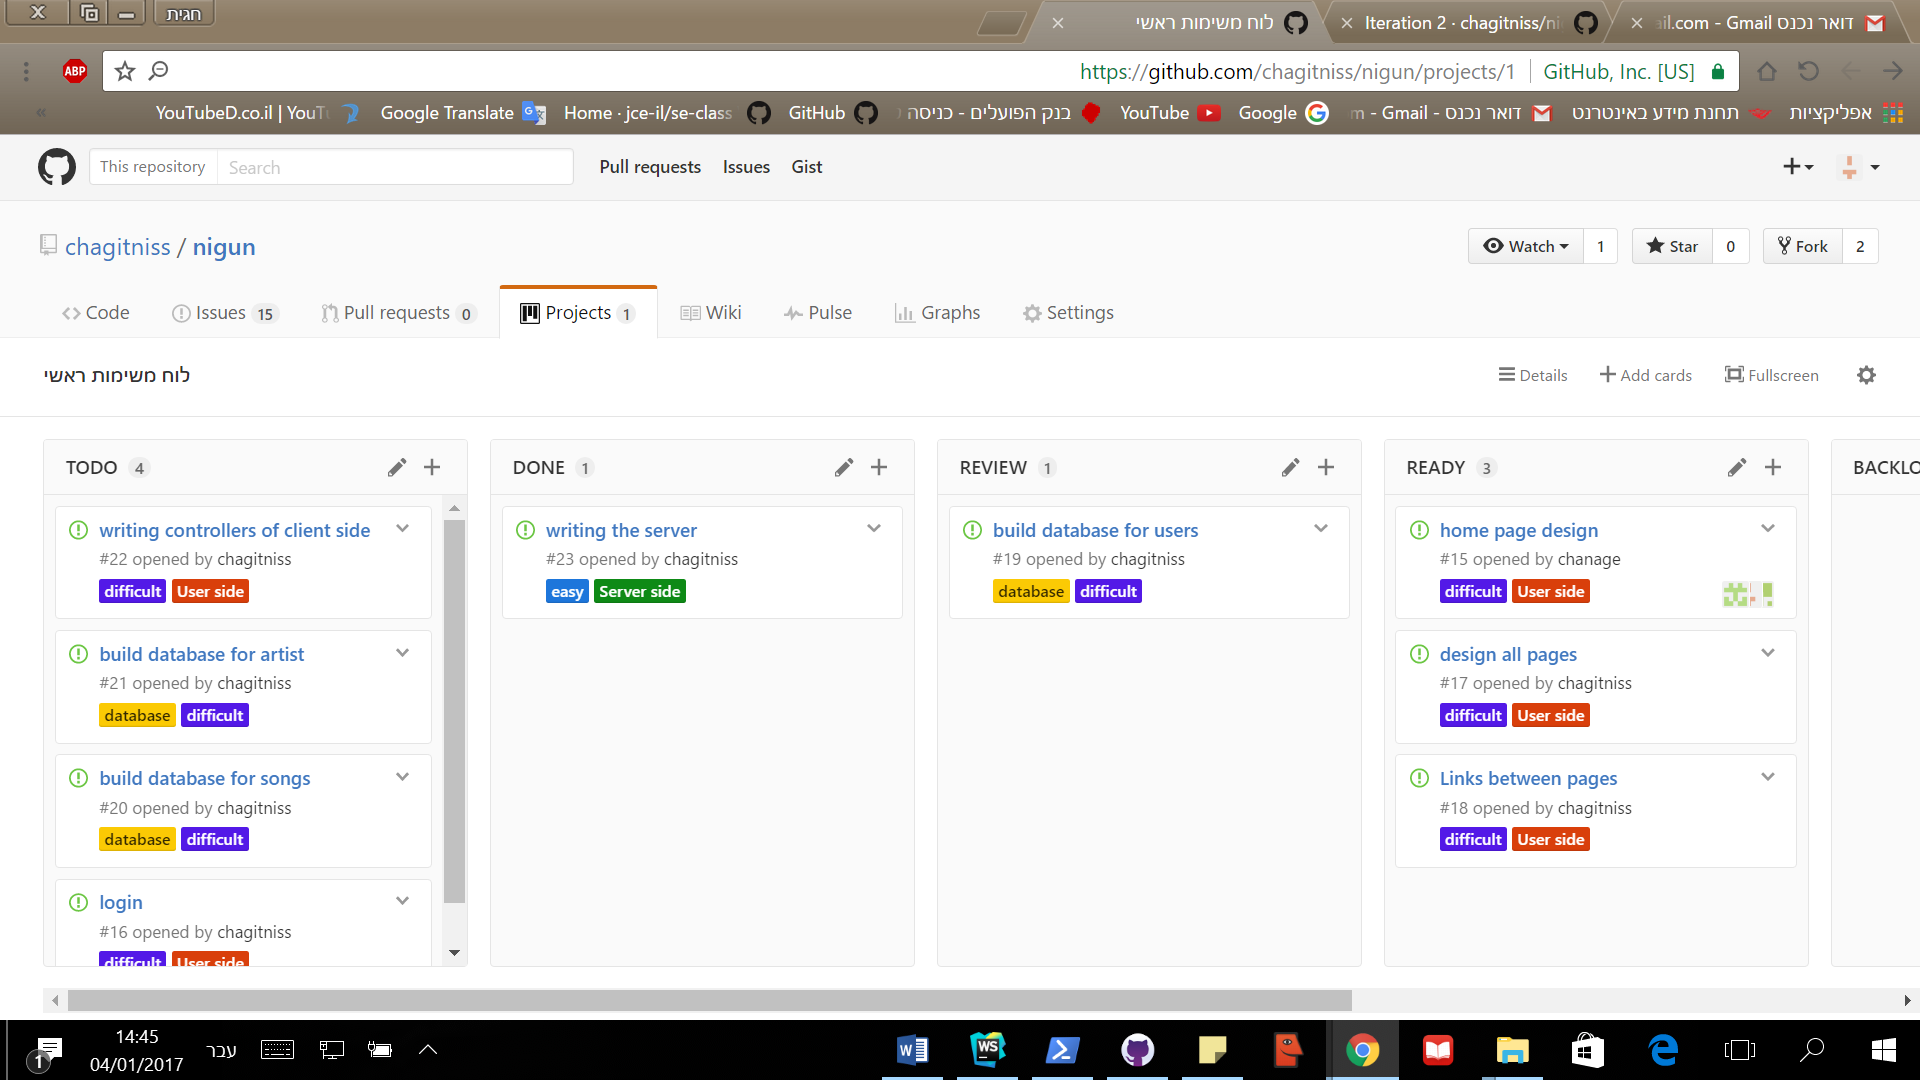 חגית
לוח משימות ראשי
Iteration 2 · chagitniss/ni
ail.com - Gmail דואר נכנס
ABP
https://github.com/chagitniss/nigun/projects/1
GitHub, Inc. [US]
YouTubeD.co.il | YouTu
Google Translate
Home · jce-il/se-class
GitHub
בנק הפועלים - כניסה
YouTube
Google
m - Gmail - דואר נכנס
תחנת מידע באינטרנט
אפליקציות
This repository
Search
Pull requests
Issues
Gist
chagitniss / nigun
Watch 1
Star 0
Fork 2
Code
Issues 15
Pull requests 0
Projects 1
Wiki
Pulse
Graphs
Settings
לוח משימות ראשי
Details
Add cards
Fullscreen
TODO 4
writing controllers of client side
#22 opened by chagitniss
difficult User side
build database for artist
#21 opened by chagitniss
database difficult
build database for songs
#20 opened by chagitniss
database difficult
login
#16 opened by chagitniss
difficult User side
DONE 1
writing the server
#23 opened by chagitniss
easy Server side
REVIEW 1
build database for users
#19 opened by chagitniss
database difficult
READY 3
home page design
#15 opened by chanage
difficult User side
design all pages
#17 opened by chagitniss
difficult User side
Links between pages
#18 opened by chagitniss
difficult User side
BACKLO
1
14:45
04/01/2017
עבר
WS